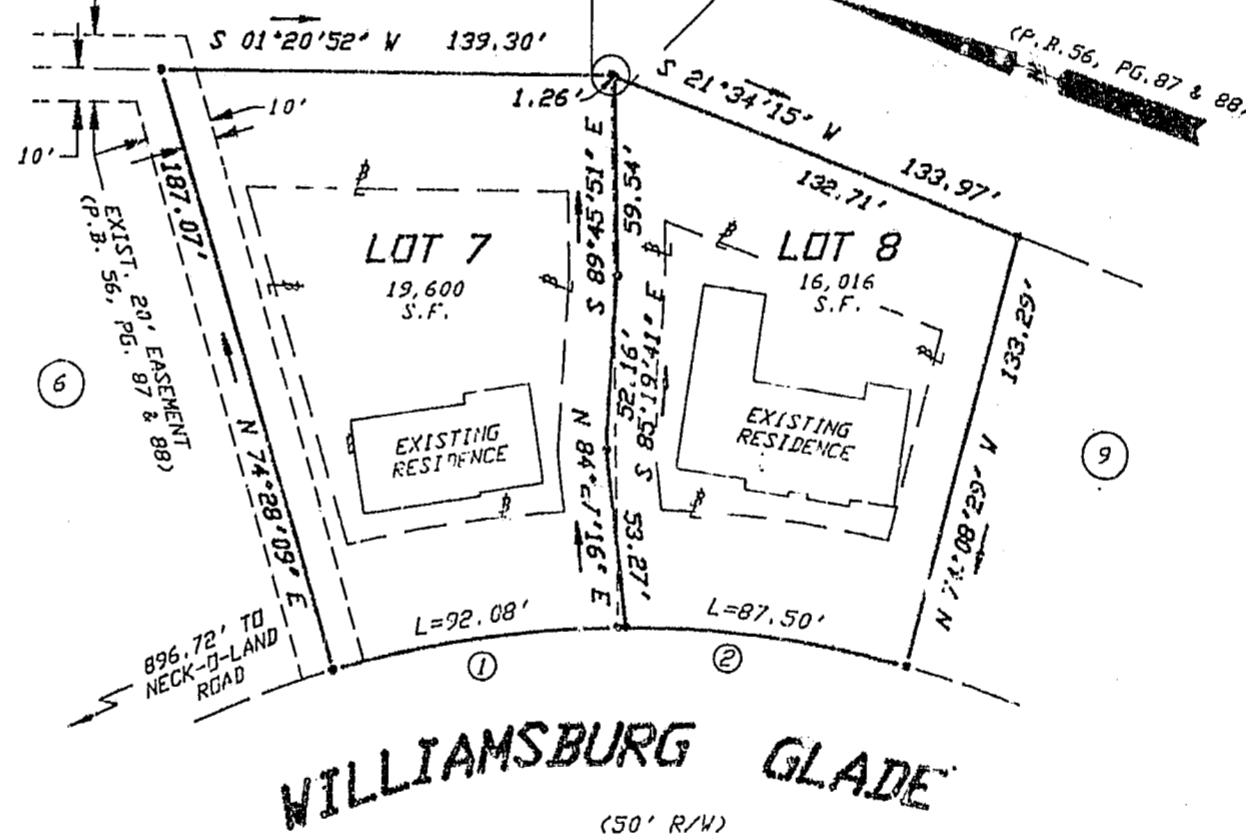 S 01°20'52" W 139.30'
(P.B.56, PG.87 & 88)
S 21°34'15" W
133.97'
132.71'
1.26'
10'
10'
187.07'
N 74°28'09" E
EXIST. 20' EASEMENT
(P.B. 56, PG. 87 & 88)
LOT 7
19,600
S.F.
S 89°45'51" E
59.54'
LOT 8
16,016
S.F.
52.16'
S 85°19'41" E
53.27'
133.29'
EXISTING
RESIDENCE
EXISTING
RESIDENCE
6
9
L=92.08'
L=87.50'
1
2
896.72' TO
NECK-O-LAND
ROAD
WILLIAMSBURG GLADE
(50' R/W)